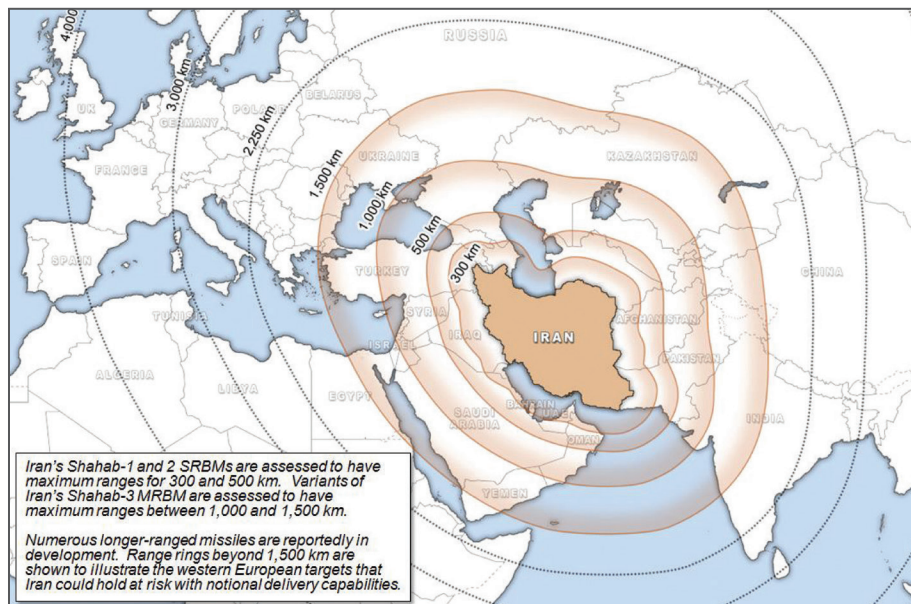 RUSSIA
4,000
3,000 km
2,250 km
1,500 km
1,000 km
500 km
300 km
UK
GERMANY
POLAND
BELARUS
FRANCE
UKRAINE
KAZAKHSTAN
SPAIN
TURKEY
CHINA
TUNISIA
SYRIA
ISRAEL
IRAQ
IRAN
AFGHANISTAN
PAKISTAN
ALGERIA
LIBYA
EGYPT
SAUDI
ARABIA
BAHRAIN
UAE
OMAN
INDIA
YEMEN
Iran's Shahab-1 and 2 SRBMs are assessed to have
maximum ranges for 300 and 500 km. Variants of
Iran's Shahab-3 MRBM are assessed to have
maximum ranges between 1,000 and 1,500 km.
Numerous longer-ranged missiles are reportedly in
development. Range rings beyond 1,500 km are
shown to illustrate the western European targets that
Iran could hold at risk with notional delivery capabilities.